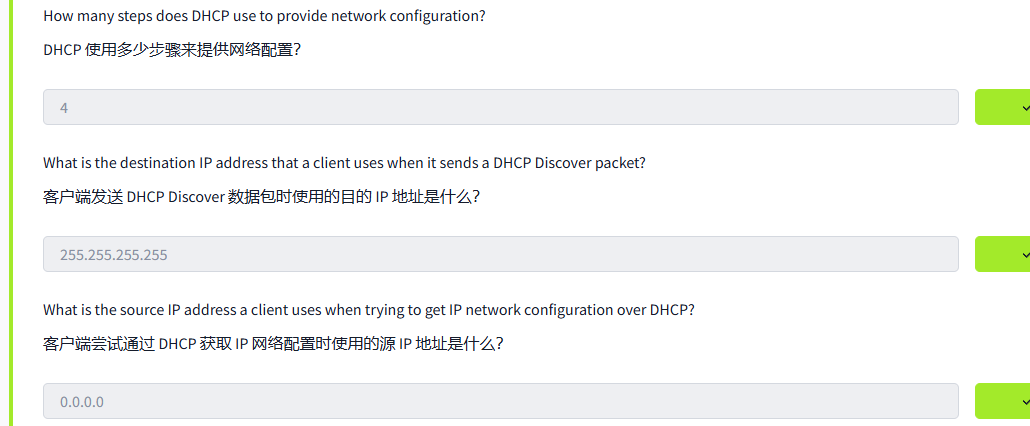 How many steps does DHCP use to provide network configuration?
DHCP 使用多少步骤来提供网络配置？
4
What is the destination IP address that a client uses when it sends a DHCP Discover packet?
客户端发送 DHCP Discover 数据包时使用的目的 IP 地址是什么？
255.255.255.255
What is the source IP address a client uses when trying to get IP network configuration over DHCP?
客户端尝试通过 DHCP 获取 IP 网络配置时使用的源 IP 地址是什么？
0.0.0.0